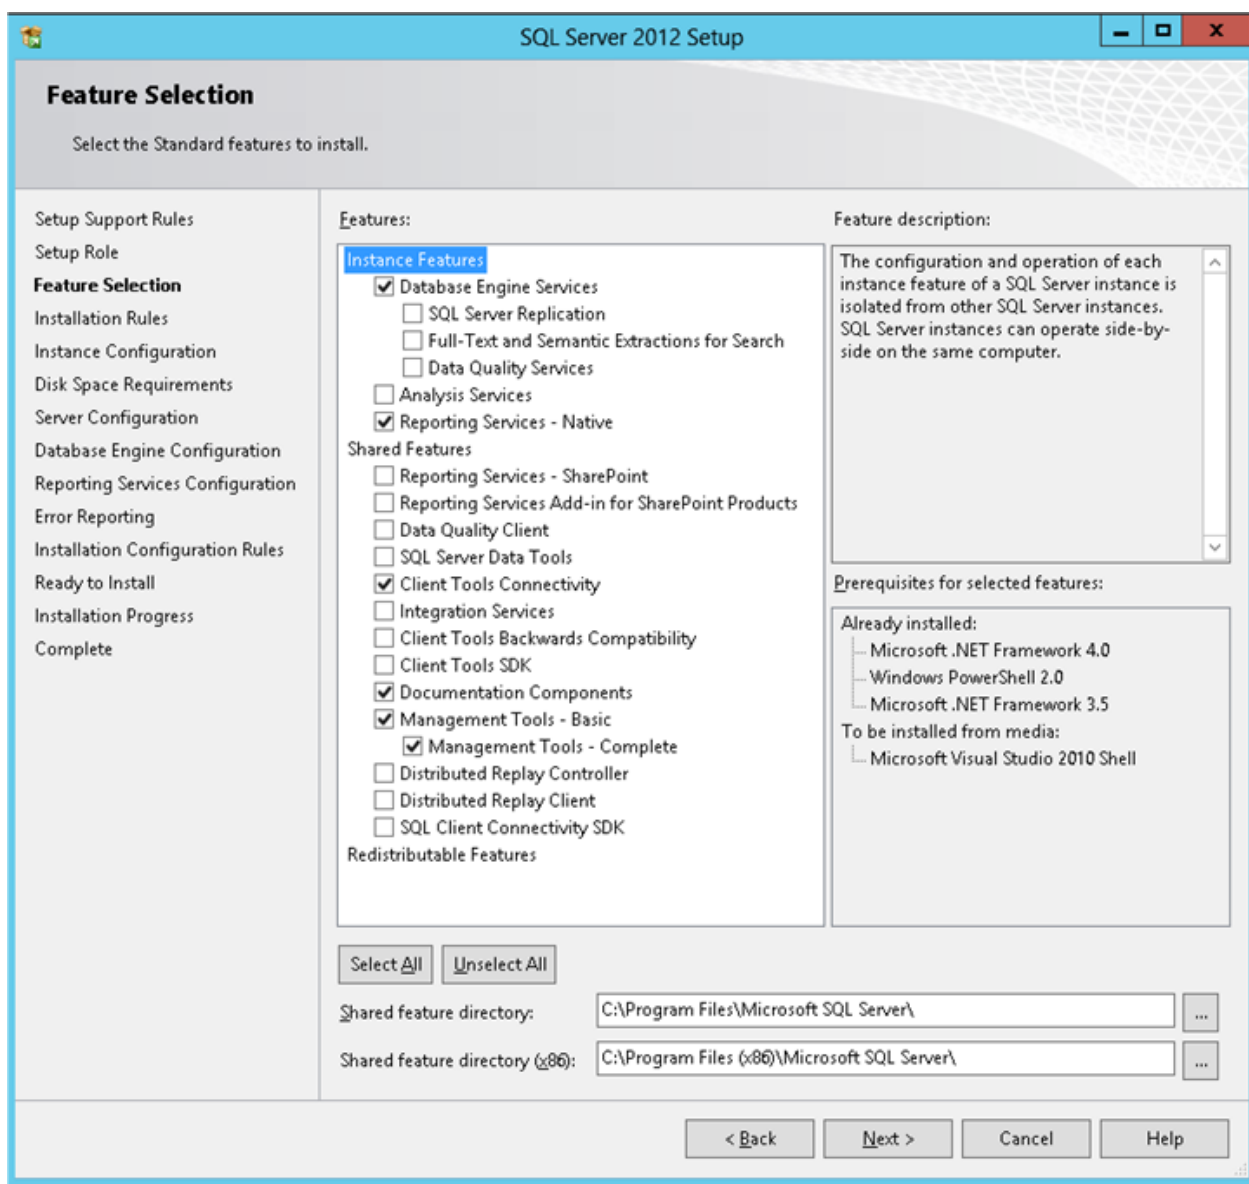 SQL Server 2012 Setup
Feature Selection
Select the Standard features to install.
Setup Support Rules
Setup Role
Feature Selection
Installation Rules
Instance Configuration
Disk Space Requirements
Server Configuration
Database Engine Configuration
Reporting Services Configuration
Error Reporting
Installation Configuration Rules
Ready to Install
Installation Progress
Complete
Features:
Instance Features
Database Engine Services
SQL Server Replication
Full-Text and Semantic Extractions for Search
Data Quality Services
Analysis Services
Reporting Services - Native
Shared Features
Reporting Services - SharePoint
Reporting Services Add-in for SharePoint Products
Data Quality Client
SQL Server Data Tools
Client Tools Connectivity
Integration Services
Client Tools Backwards Compatibility
Client Tools SDK
Documentation Components
Management Tools - Basic
Management Tools - Complete
Distributed Replay Controller
Distributed Replay Client
SQL Client Connectivity SDK
Redistributable Features
Feature description:
The configuration and operation of each
instance feature of a SQL Server instance is
isolated from other SQL Server instances.
SQL Server instances can operate side-by-
side on the same computer.
Prerequisites for selected features:
Already installed:
Microsoft .NET Framework 4.0
Windows PowerShell 2.0
Microsoft .NET Framework 3.5
To be installed from media:
Microsoft Visual Studio 2010 Shell
Select All
Unselect All
Shared feature directory:
C:\Program Files\Microsoft SQL Server\
...
Shared feature directory (x86):
C:\Program Files (x86)\Microsoft SQL Server\
...
< Back
Next >
Cancel
Help